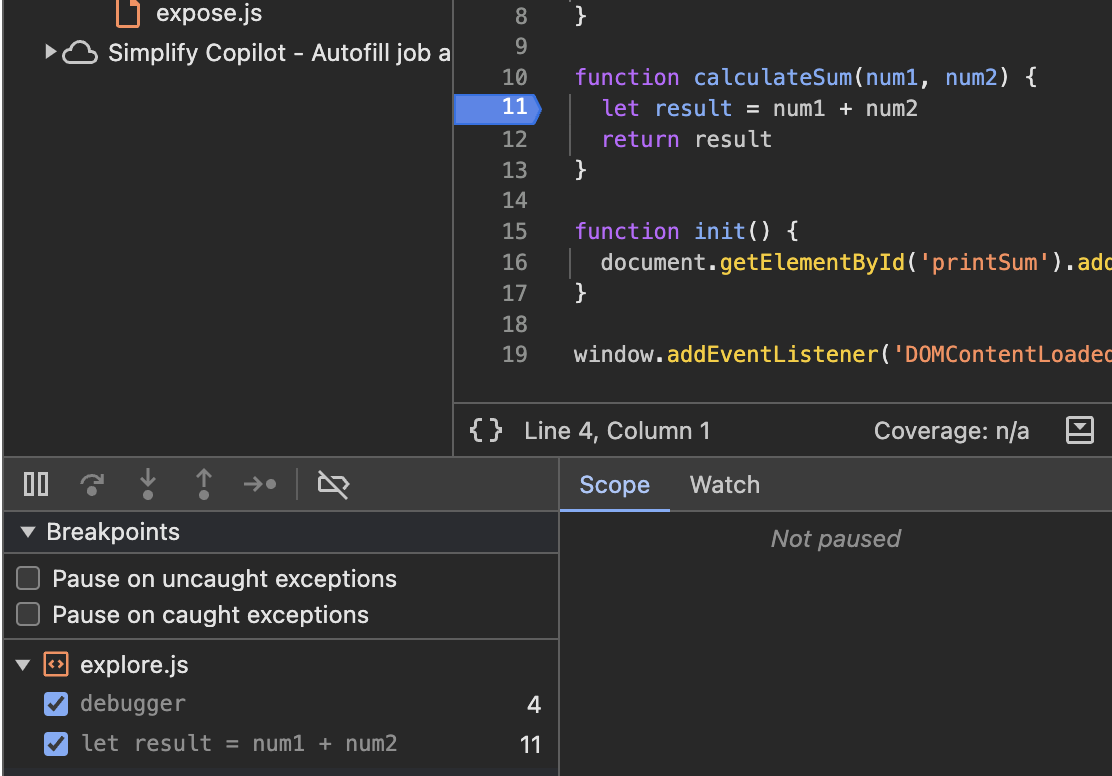 expose.js
Simplify Copilot - Autofill job a
8 }
9
10 function calculateSum(num1, num2) {
11 let result = num1 + num2
12 return result
13 }
14
15 function init() {
16 document.getElementById('printSum').add
17 }
18
19 window.addEventListener('DOMContentLoaded
{} Line 4, Column 1 Coverage: n/a
Scope Watch
Breakpoints
Not paused
Pause on uncaught exceptions
Pause on caught exceptions
explore.js
debugger 4
let result = num1 + num2 11